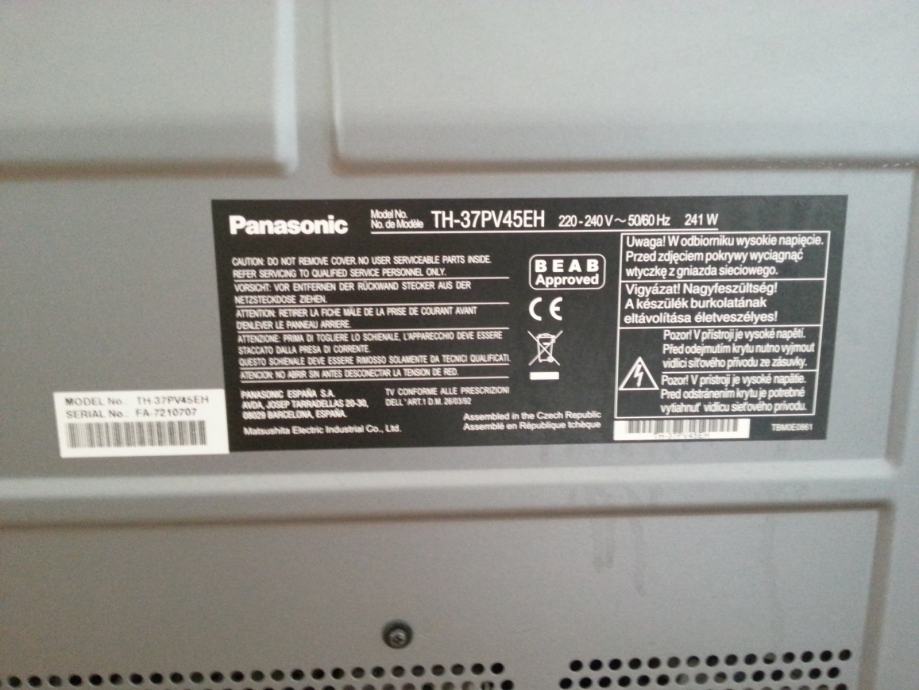 Panasonic
Model No.
No. de Modèle
TH-37PV45EH 220-240 V ~ 50/60 Hz 241 W
CAUTION: DO NOT REMOVE COVER. NO USER SERVICEABLE PARTS INSIDE.
REFER SERVICING TO QUALIFIED SERVICE PERSONNEL ONLY.
VORSICHT: VOR ENTFERNEN DER RÜCKWAND STECKER AUS DER
NETZSTECKDOSE ZIEHEN.
ATTENTION: RETIRER LA FICHE MÂLE DE LA PRISE DE COURANT AVANT
D'ENLEVER LE PANNEAU ARRIERE.
ATTENZIONE: PRIMA DI TOGLIERE LO SCHIENALE, L'APPARECCHIO DEVE ESSERE
STACCATO DALLA PRESA DI CORRENTE.
QUESTO SCHIENALE DEVE ESSERE RIMOSSO SOLAMENTE DA TECNICI QUALIFICATI.
ATENCION: NO ABRIR SIN ANTES DESCONECTAR LA TENSION DE RED.
PANASONIC ESPAÑA S.A.
AVDA, JOSEP TARRADELLAS 20-30,
08029 BARCELONA, ESPAÑA.
TV CONFORME ALLE PRESCRIZIONI
DELL'ART.1 D.M. 26/03/92
Matsushita Electric Industrial Co., Ltd.
Assembled in the Czech Republic
Assemblé en République tchèque
BEAB
Approved
CE
Uwaga! W odbiorniku wysokie napięcie.
Przed zdjęciem pokrywy wyciągnąć
wtyczkę z gniazda sieciowego.
Vigyázat! Nagyfeszültség!
A készülék burkolatának
eltávolítása életveszélyes!
Pozor! V přístroji je vysoké napětí.
Před odejmutím krytu nutno vyjmout
vidlici síťového přívodu ze zásuvky.
Pozor! V prístroji je vysoké napätie.
Pred odstránením krytu je potrebné
vytiahnuť vidlicu sieťového prívodu.
TH-37PV45EH
TBM0E0861
MODEL No. TH-37PV45EH
SERIAL No. FA-7210707